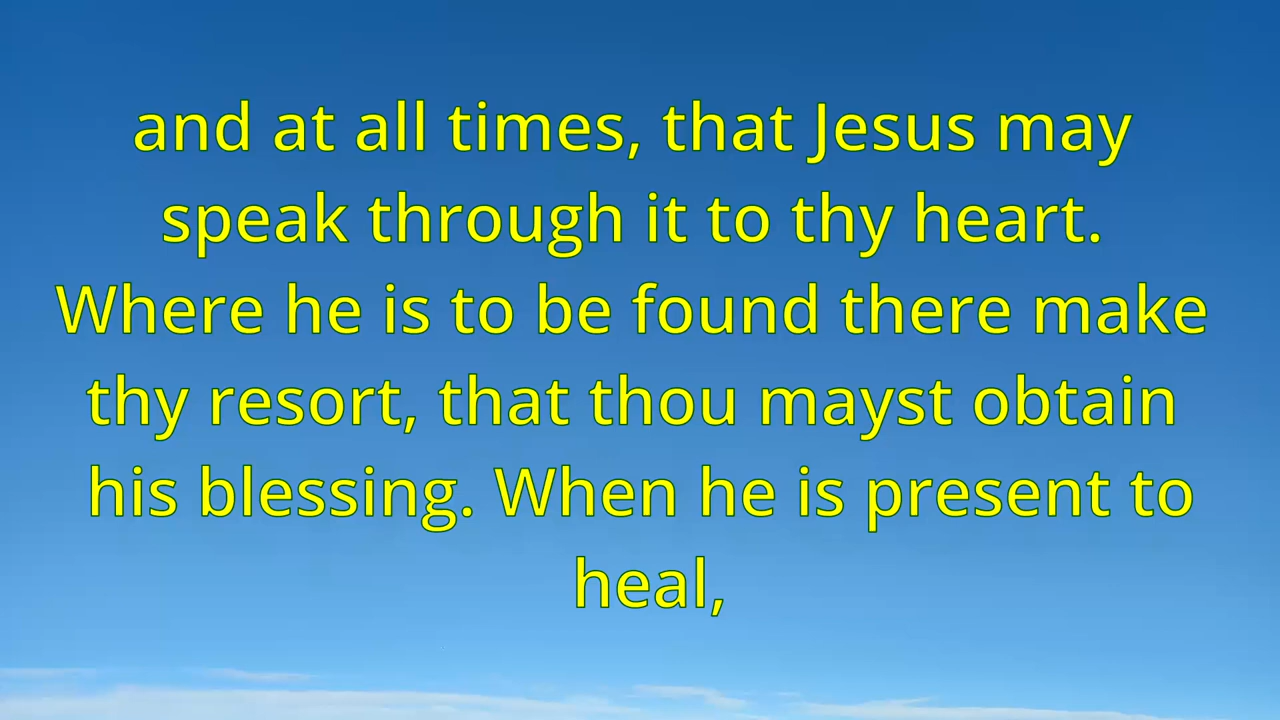 and at all times, that Jesus may
speak through it to thy heart.
Where he is to be found there make
thy resort, that thou mayst obtain
his blessing. When he is present to
heal,